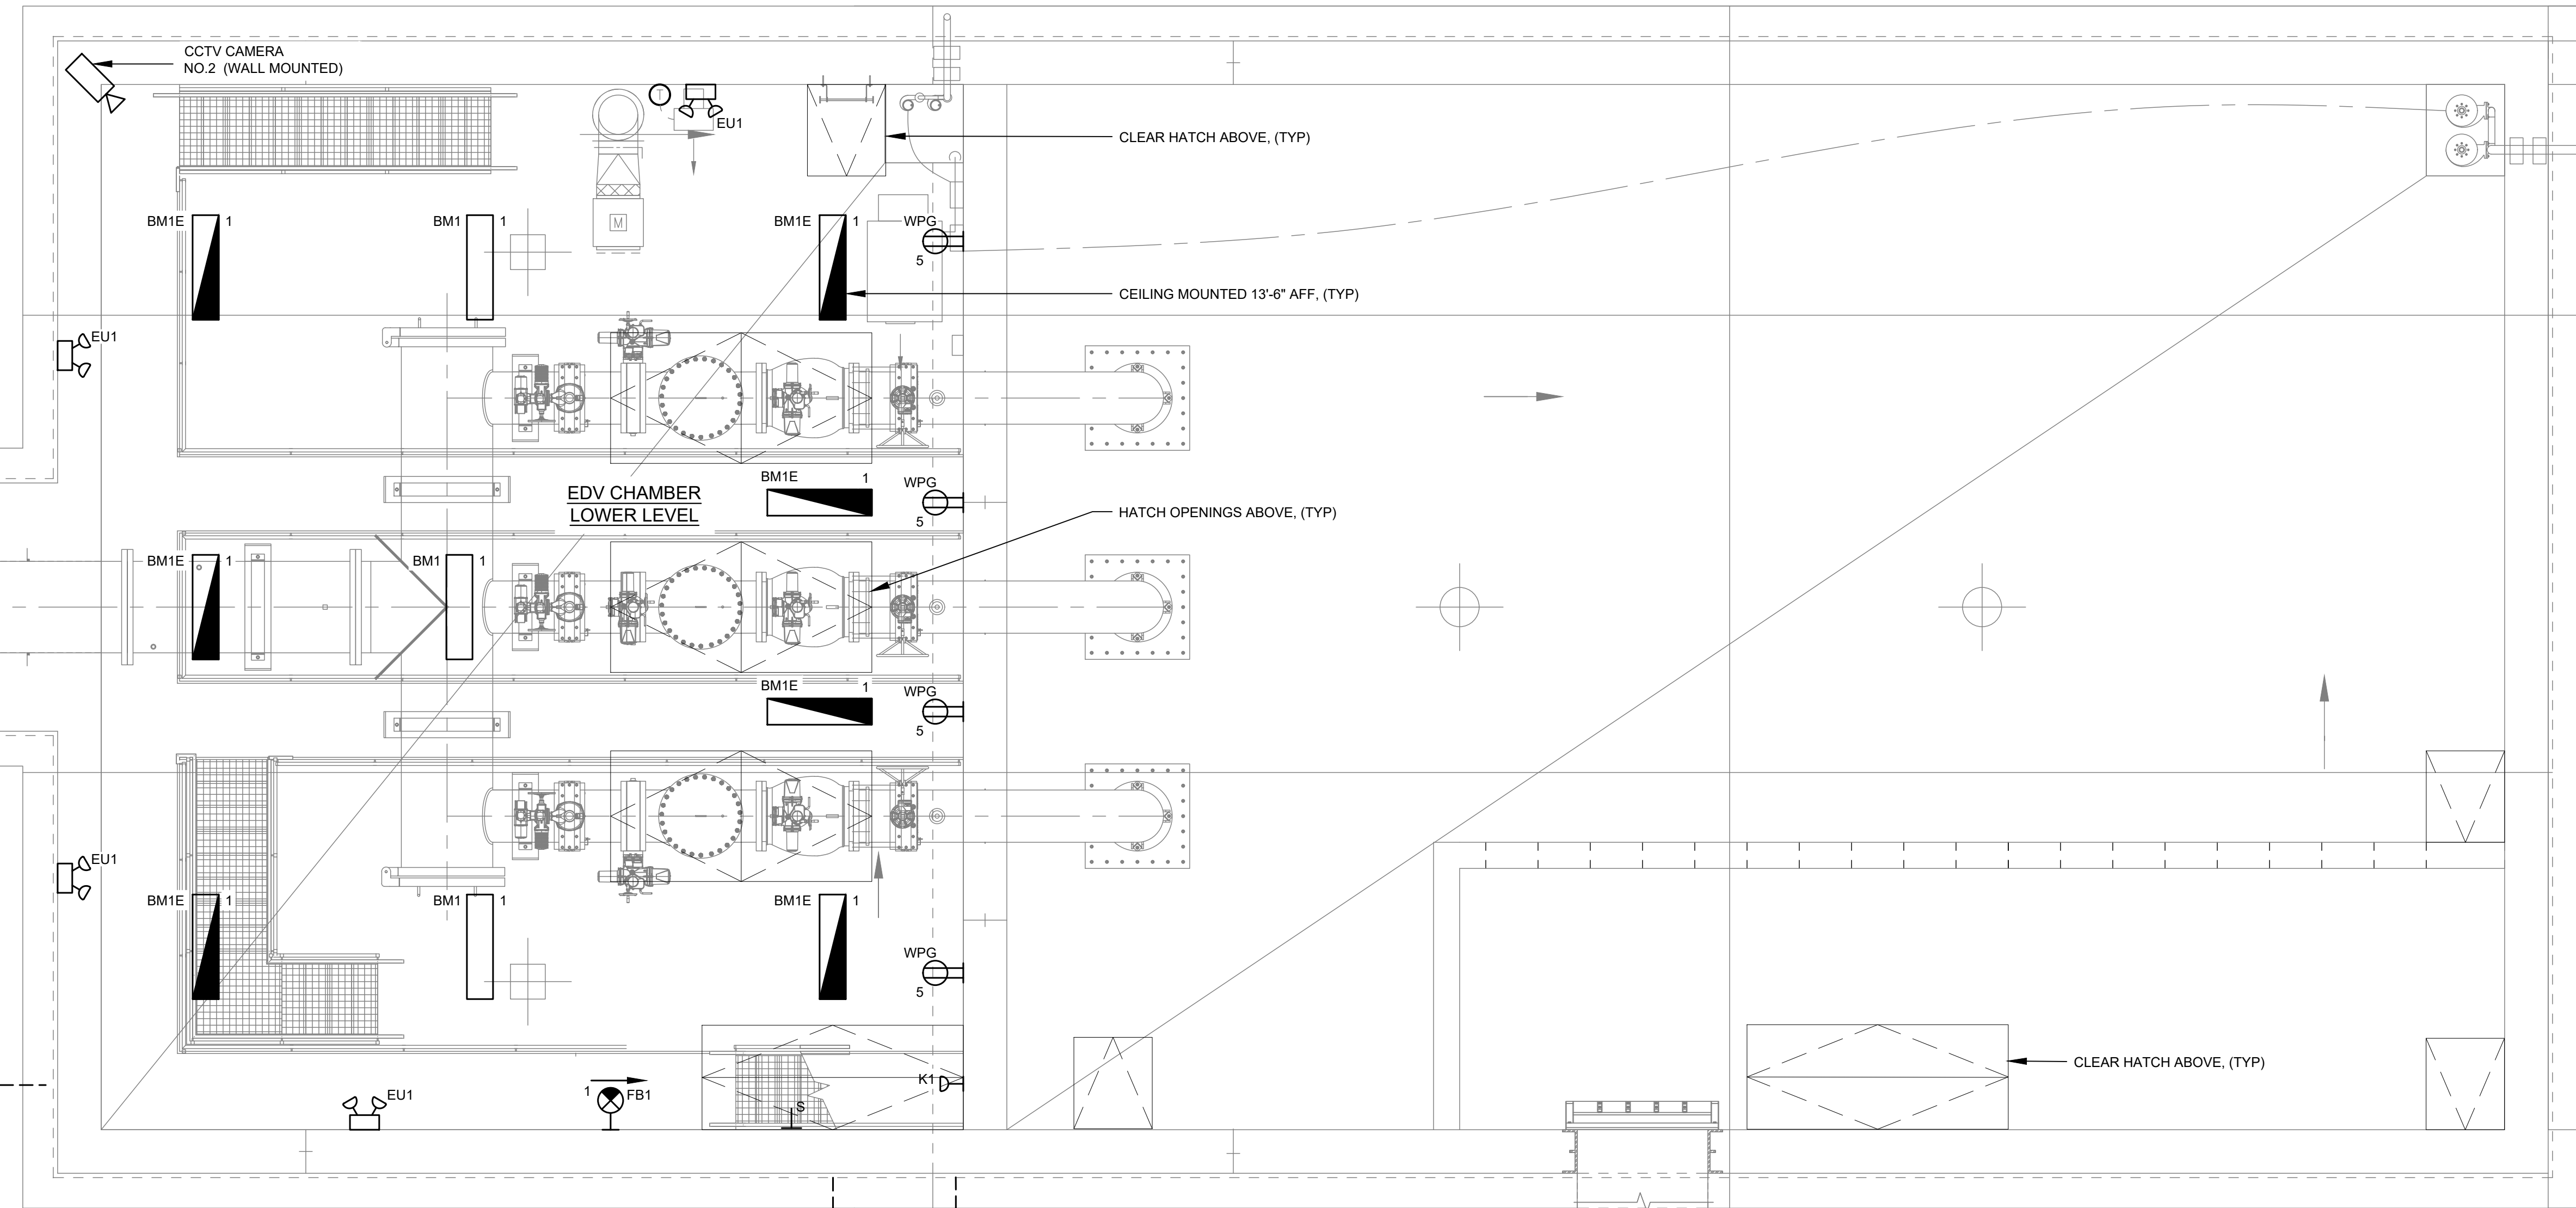 CCTV CAMERA
NO.2 (WALL MOUNTED)
T
EU1
CLEAR HATCH ABOVE, (TYP)
BM1E 1
BM1 1
M
BM1E 1
WPG
5
CEILING MOUNTED 13'-6" AFF, (TYP)
EU1
EDV CHAMBER
LOWER LEVEL
BM1E 1
WPG
5
HATCH OPENINGS ABOVE, (TYP)
BM1E 1
BM1 1
BM1E 1
WPG
5
EU1
BM1E 1
BM1 1
BM1E 1
WPG
5
CLEAR HATCH ABOVE, (TYP)
K1
EU1
1 FB1
S